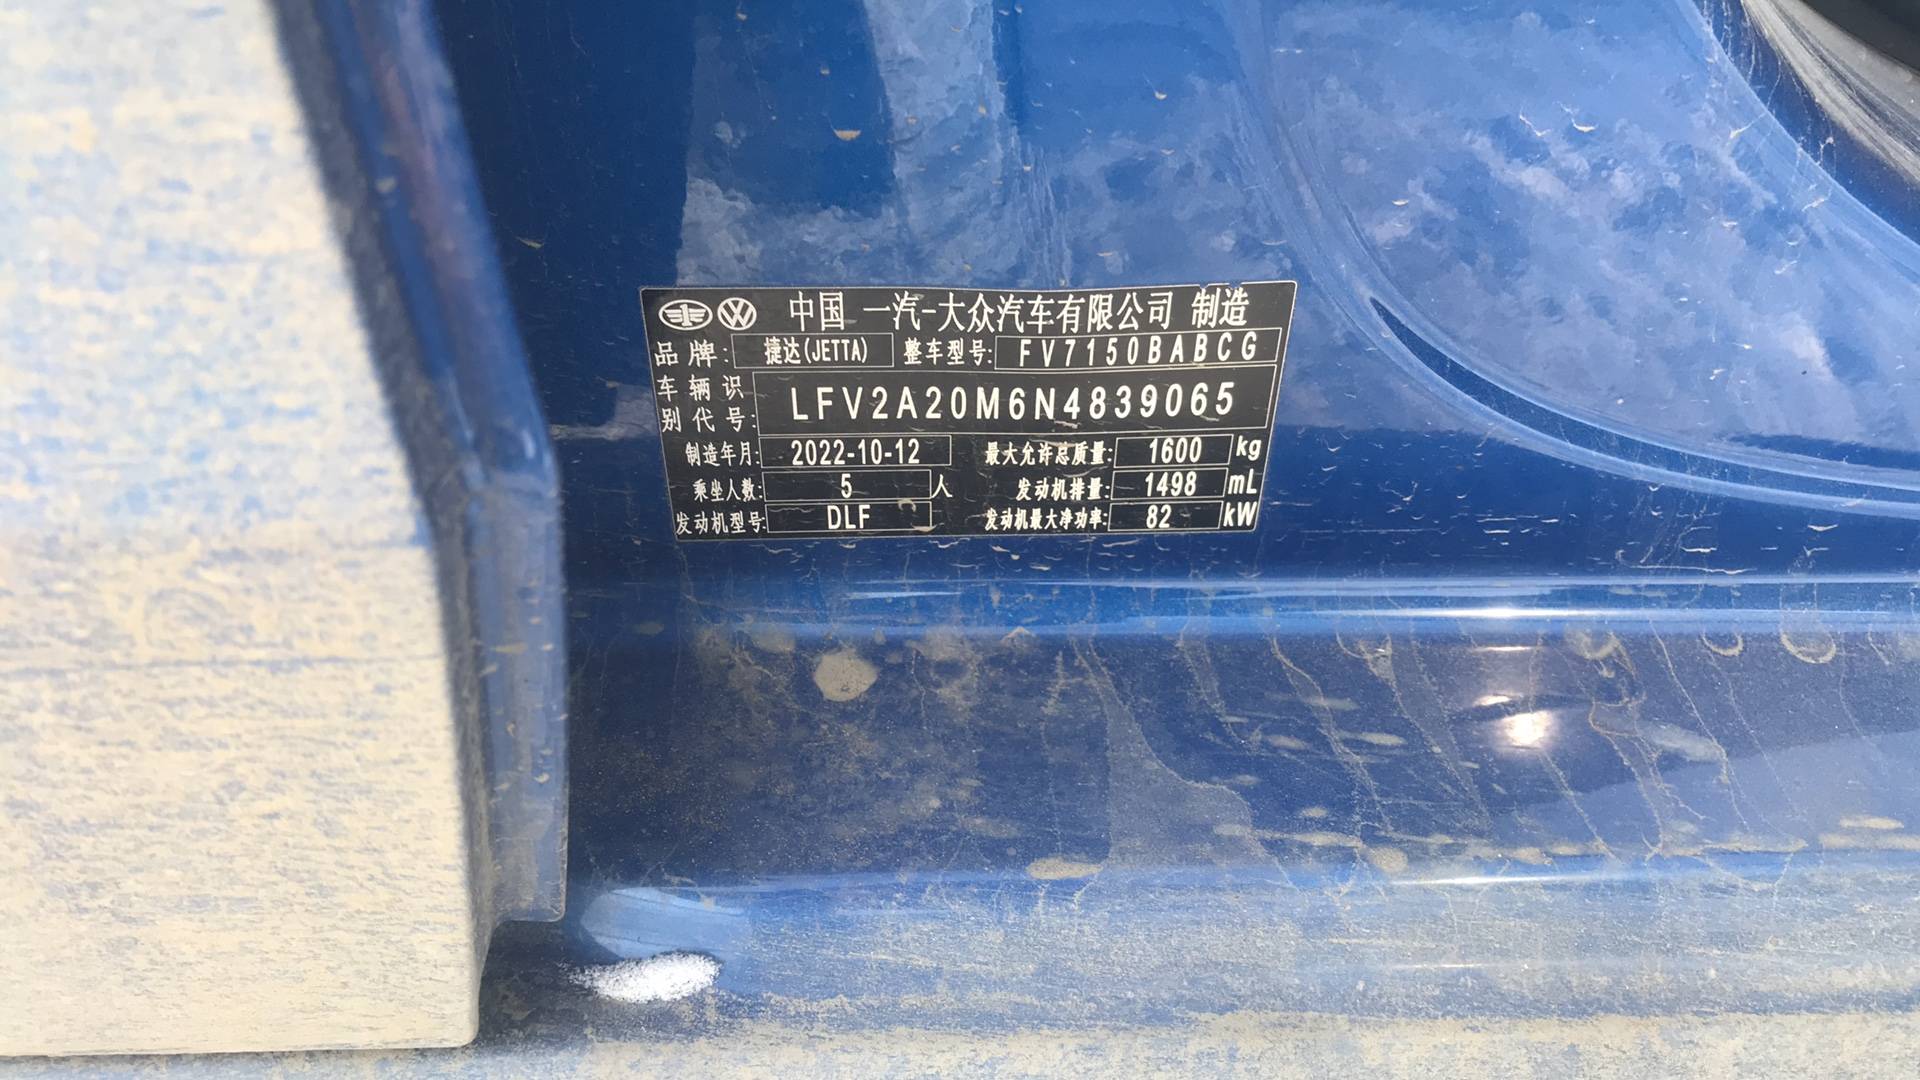 中国 一汽-大众汽车有限公司 制造
品牌: 捷达(JETTA) 整车型号: FV7150BABCG
车辆识别代号: LFV2A20M6N4839065
制造年月: 2022-10-12 最大允许总质量: 1600 kg
乘坐人数: 5 人 发动机排量: 1498 mL
发动机型号: DLF 发动机最大净功率: 82 kW